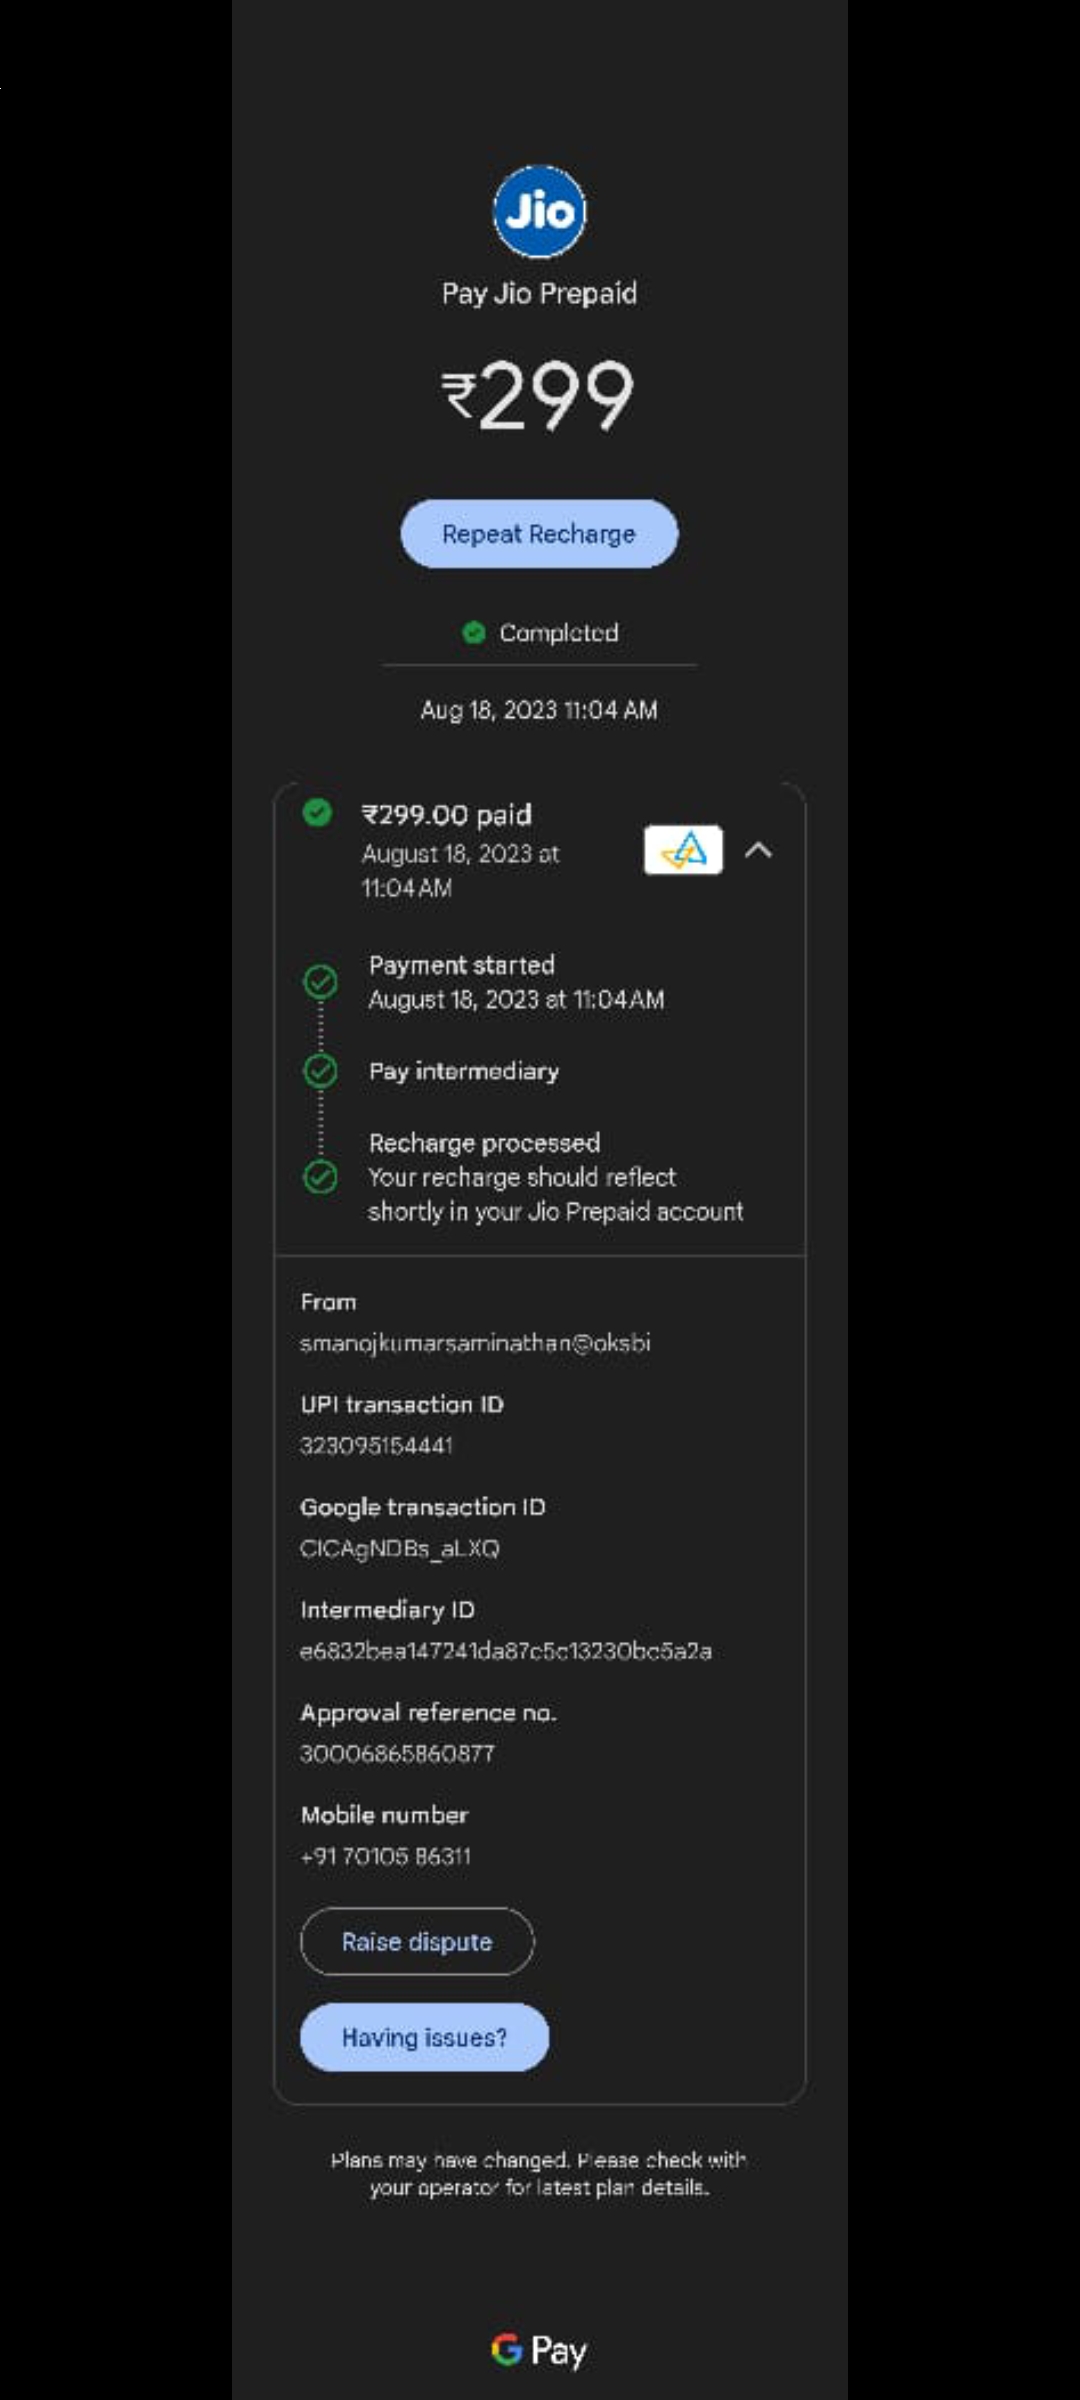 Jio
Pay Jio Prepaid
₹299
Repeat Recharge
Completed
Aug 18, 2023 11:04 AM
₹299.00 paid
August 18, 2023 at
11:04 AM
Payment started
August 18, 2023 at 11:04 AM
Pay intermediary
Recharge processed
Your recharge should reflect
shortly in your Jio Prepaid account
From
smanojkumarsaminathan@oksbi
UPI transaction ID
323095154441
Google transaction ID
CICAgNDBs_aLXQ
Intermediary ID
e6832bea147241da87c5c13230bc5a2a
Approval reference no.
30006865860877
Mobile number
+91 70105 86311
Raise dispute
Having issues?
Plans may have changed. Please check with
your operator for latest plan details.
G Pay